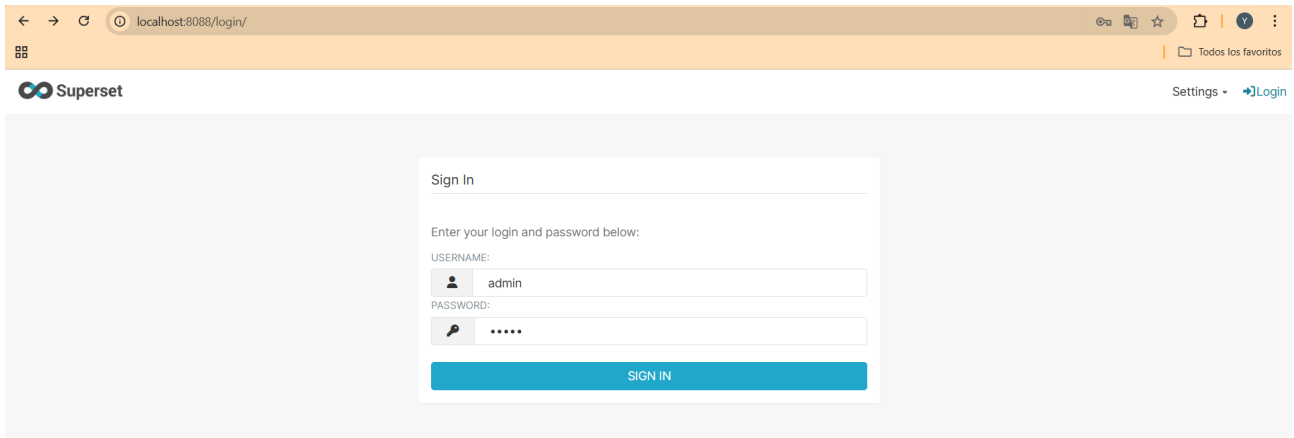 localhost:8088/login/
Y
Todos los favoritos
Superset
Settings
Login
Sign In
Enter your login and password below:
USERNAME:
admin
PASSWORD:
•••••
SIGN IN